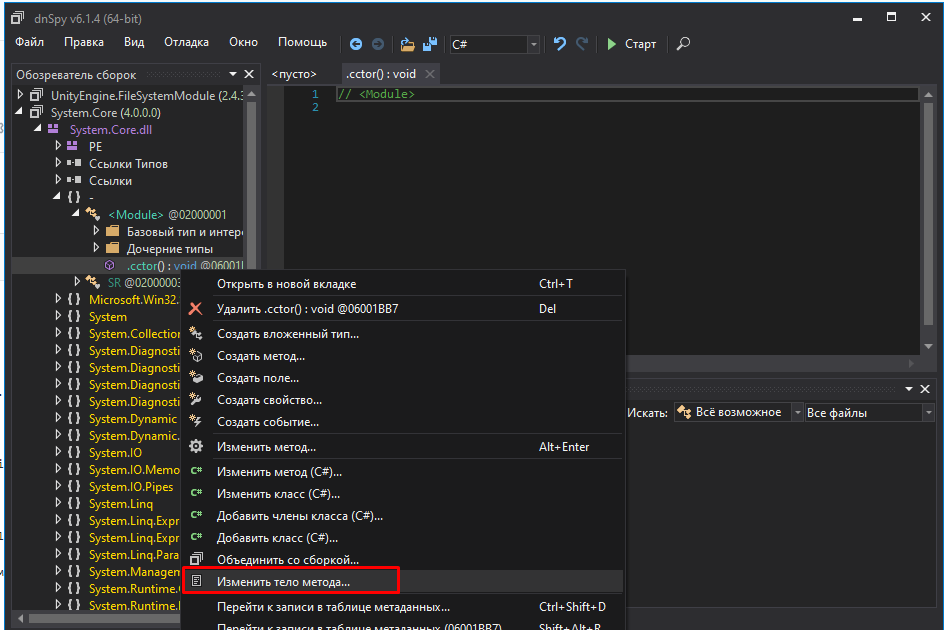 dnSpy v6.1.4 (64-bit)
Файл Правка Вид Отладка Окно Помощь C# Старт
Обозреватель сборок
<пусто> .cctor() : void
UnityEngine.FileSystemModule (2.4.3
System.Core (4.0.0.0)
System.Core.dll
PE
Ссылки Типов
Ссылки
{ } -
<Module> @02000001
Базовый тип и интере
Дочерние типы
.cctor() : void @06001
SR @02000003
{ } Microsoft.Win32.
{ } System
{ } System.Collection
{ } System.Diagnosti
{ } System.Diagnosti
{ } System.Diagnosti
{ } System.Diagnosti
{ } System.Dynamic
{ } System.Dynamic.
{ } System.IO
{ } System.IO.Memo
{ } System.IO.Pipes
{ } System.Linq
{ } System.Linq.Expr
{ } System.Linq.Expr
{ } System.Linq.Para
{ } System.Managem
{ } System.Runtime.
{ } System.Runtime.
1 // <Module>
2
Открыть в новой вкладке Ctrl+T
Удалить .cctor() : void @06001BB7 Del
Создать вложенный тип...
Создать метод...
Создать поле...
Создать свойство...
Создать событие...
Изменить метод... Alt+Enter
C# Изменить метод (C#)...
C# Изменить класс (C#)...
C# Добавить члены класса (C#)...
C# Добавить класс (C#)...
Объединить со сборкой...
Изменить тело метода...
Перейти к записи в таблице метаданных... Ctrl+Shift+D
Перейти к записи в таблице метаданных (06001BB7) Shift+Alt+R
Искать: Всё возможное Все файлы